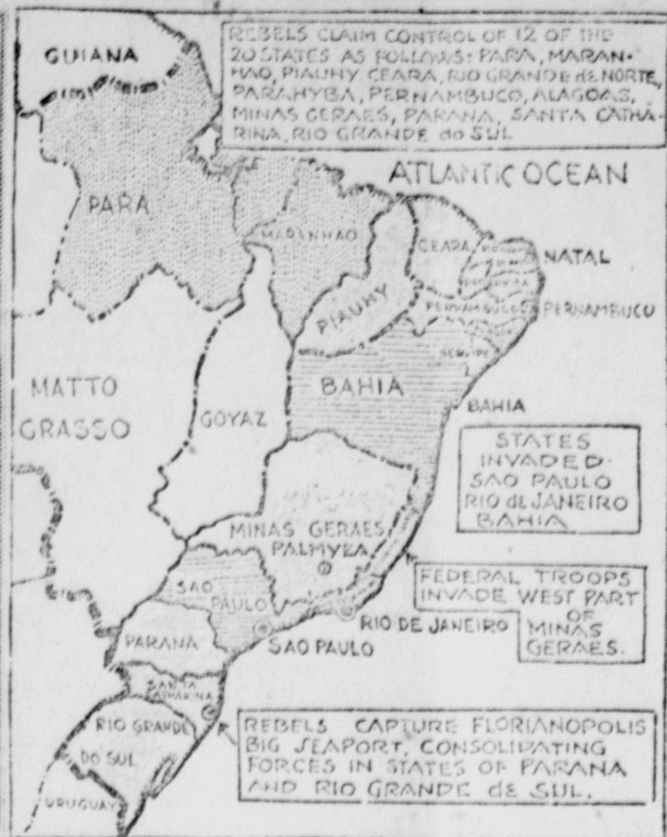 REBELS CLAIM CONTROL OF 12 OF THE
20 STATES AS FOLLOWS: PARA, MARAN-
HAO, PIAUHY CEARA, RIO GRANDE de NORTE,
PARAHYBA, PERNAMBUCO, ALAGOAS,
MINAS GERAES, PARANA, SANTA CATHA-
RINA, RIO GRANDE do SUL
GUIANA
ATLANTIC OCEAN
PARA
MARANHAO
CEARA
NATAL
PIAUHY
PERNAMBUCO
PERNAMBUCO
SERGIPE
MATTO
GRASSO
GOYAZ
BAHIA
BAHIA
STATES
INVADED.
SAO PAULO
RIO de JANEIRO
BAHIA
MINAS GERAES
PALMYRA
FEDERAL TROOPS
INVADE WEST PART
OF
MINAS
GERAES.
SAO
PAULO
RIO DE JANEIRO
SAO PAULO
PARANA
SANTA
CATHARINA
RIO GRANDE
DO SUL
REBELS CAPTURE FLORIANOPOLIS
BIG SEAPORT, CONSOLIDATING
FORCES IN STATES OF PARANA
AND RIO GRANDE de SUL.
URUGUAY